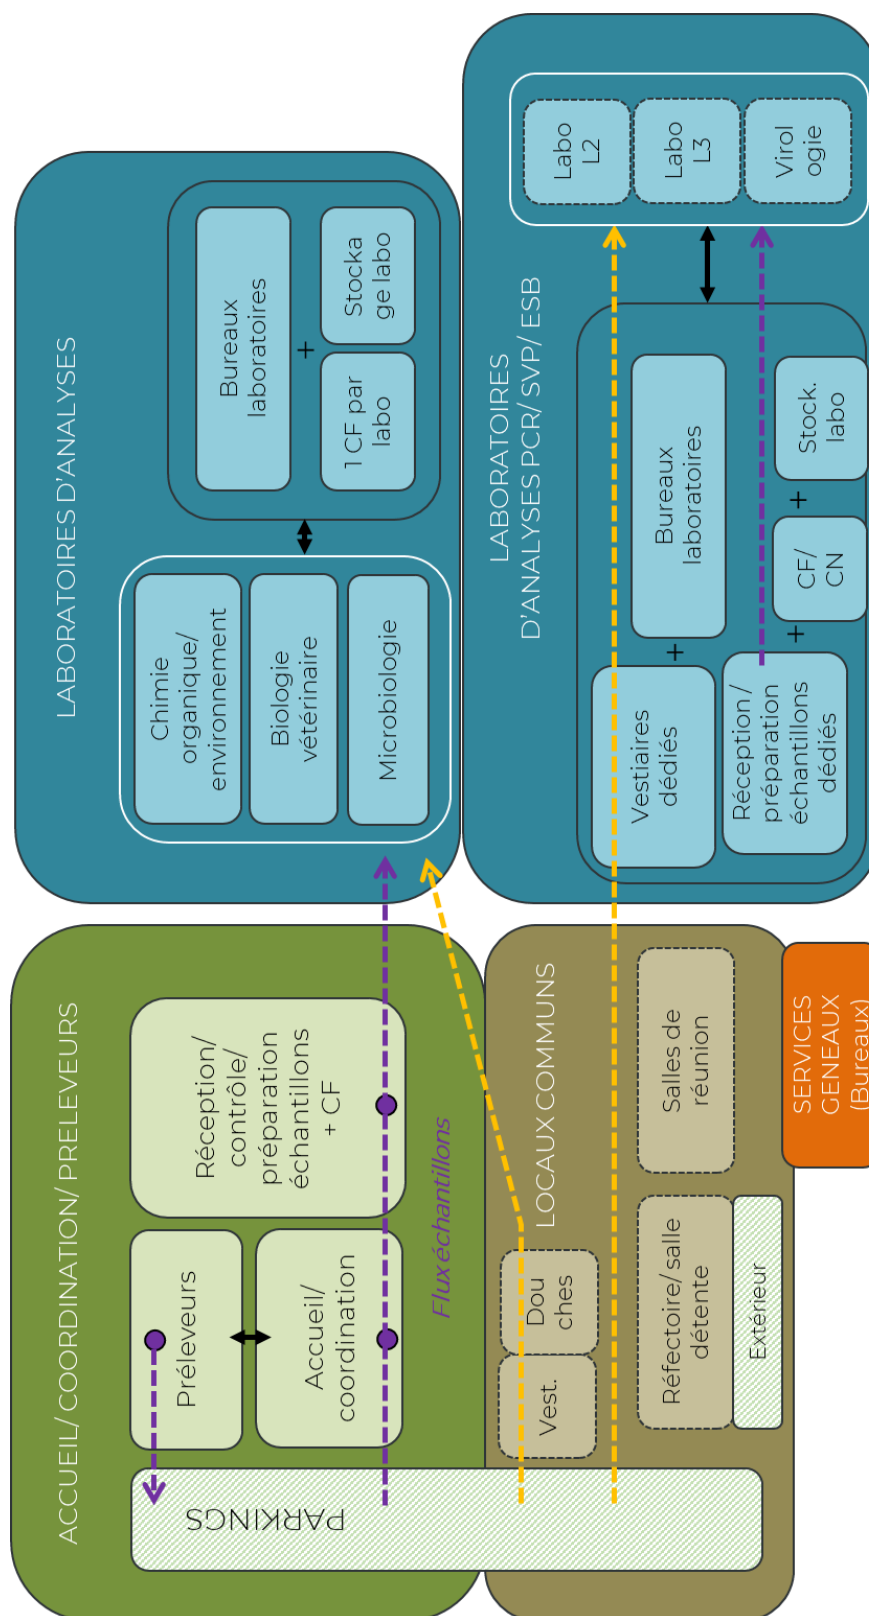 ACCUEIL/ COORDINATION/ PRELEVEURS
PARKINGS
Préleveurs
Accueil/
coordination
Réception/
contrôle/
préparation
échantillons
+ CF
Flux échantillons
LABORATOIRES D'ANALYSES
Chimie
organique/
environnement
Biologie
vétérinaire
Microbiologie
Bureaux
laboratoires
+
1 CF par
labo
Stocka
ge labo
LOCAUX COMMUNS
Vest.
Dou
ches
Réfectoire/ salle
détente
Extérieur
Salles de
réunion
SERVICES
GENEAUX
(Bureaux)
LABORATOIRES
D'ANALYSES PCR/ SVP/ ESB
Vestiaires
dédiés
+
Bureaux
laboratoires
Réception /
préparation
échantillons
dédiés
+
CF/
CN
+
Stock.
labo
Labo
L2
Labo
L3
Virol
ogie